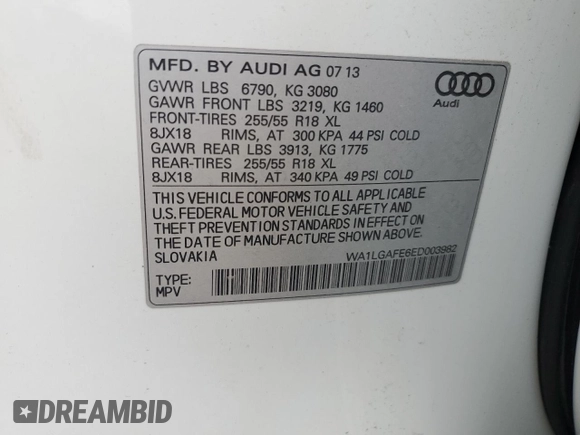 MFD. BY AUDI AG 07 13
GVWR LBS 6790, KG 3080
GAWR FRONT LBS 3219, KG 1460
FRONT-TIRES 255/55 R18 XL
8JX18 RIMS, AT 300 KPA 44 PSI COLD
GAWR REAR LBS 3913, KG 1775
REAR-TIRES 255/55 R18 XL
8JX18 RIMS, AT 340 KPA 49 PSI COLD
THIS VEHICLE CONFORMS TO ALL APPLICABLE
U.S. FEDERAL MOTOR VEHICLE SAFETY AND
THEFT PREVENTION STANDARDS IN EFFECT ON
THE DATE OF MANUFACTURE SHOWN ABOVE.
SLOVAKIA
WA1LGAFE6ED003982
TYPE:
MPV
Audi
DREAMBID